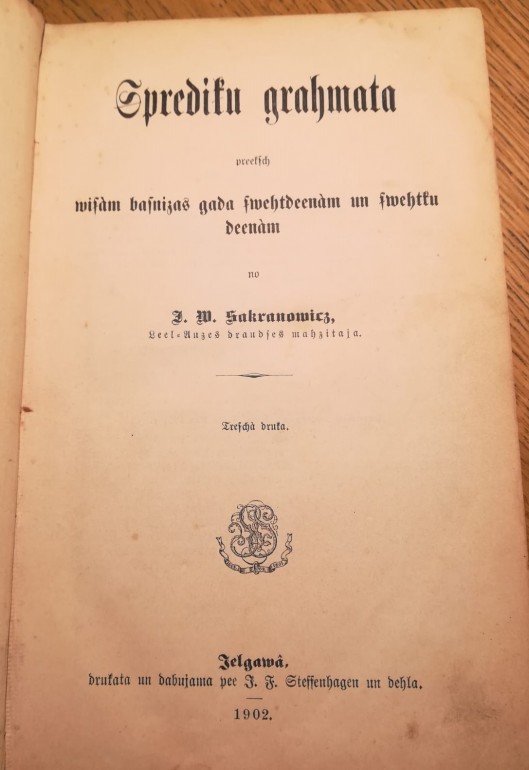 Sprediku grahmata
preekſch
wiſàm baſnizas gada ſwehtdeenàm un ſwehtku
deenàm
no
J. W. Sakranowicz,
Leel-Auzes draudſes mahzitaja.
Treſchà druka.
Jelgawâ,
drukata un dabujama pee J. F. Steffenhagen un dehla.
1902.